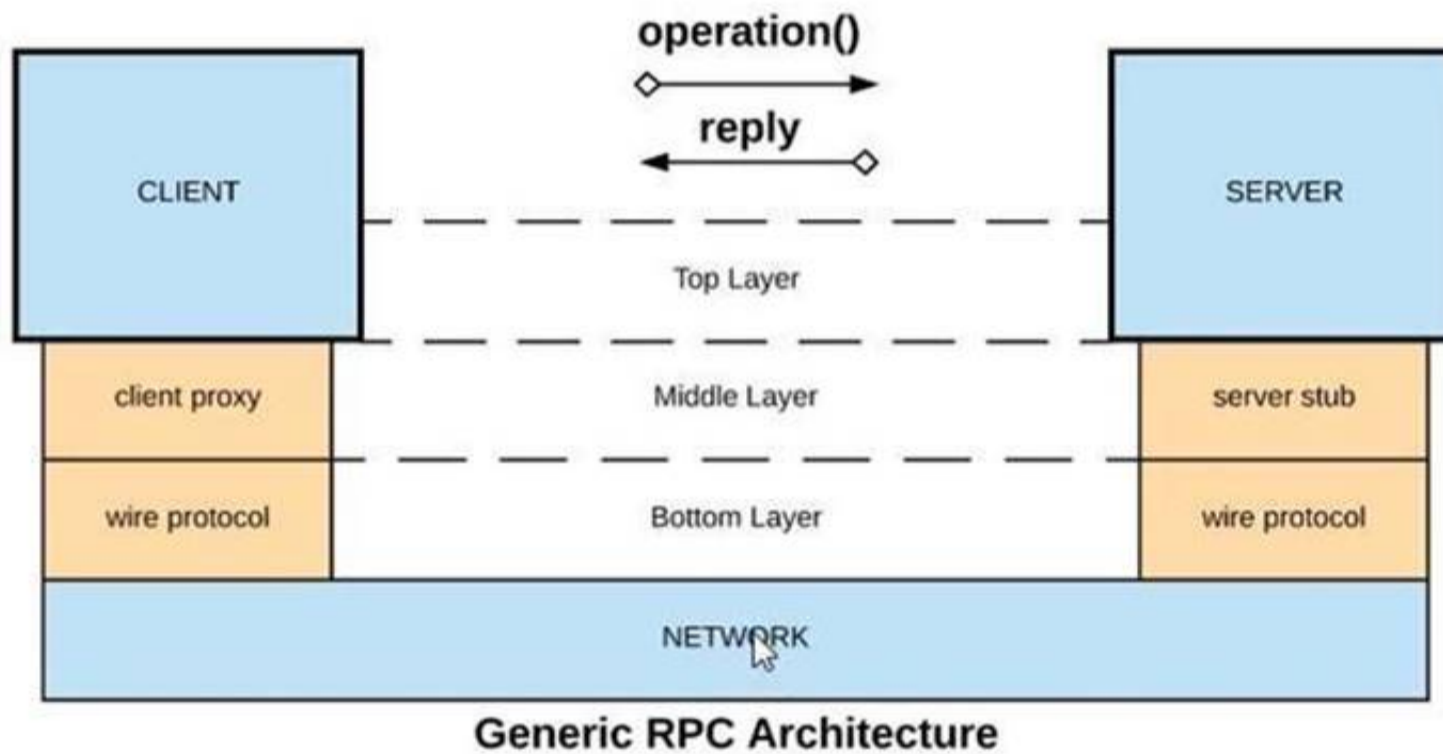 operation()
reply
CLIENT
SERVER
Top Layer
client proxy
Middle Layer
server stub
wire protocol
Bottom Layer
wire protocol
NETWORK
Generic RPC Architecture